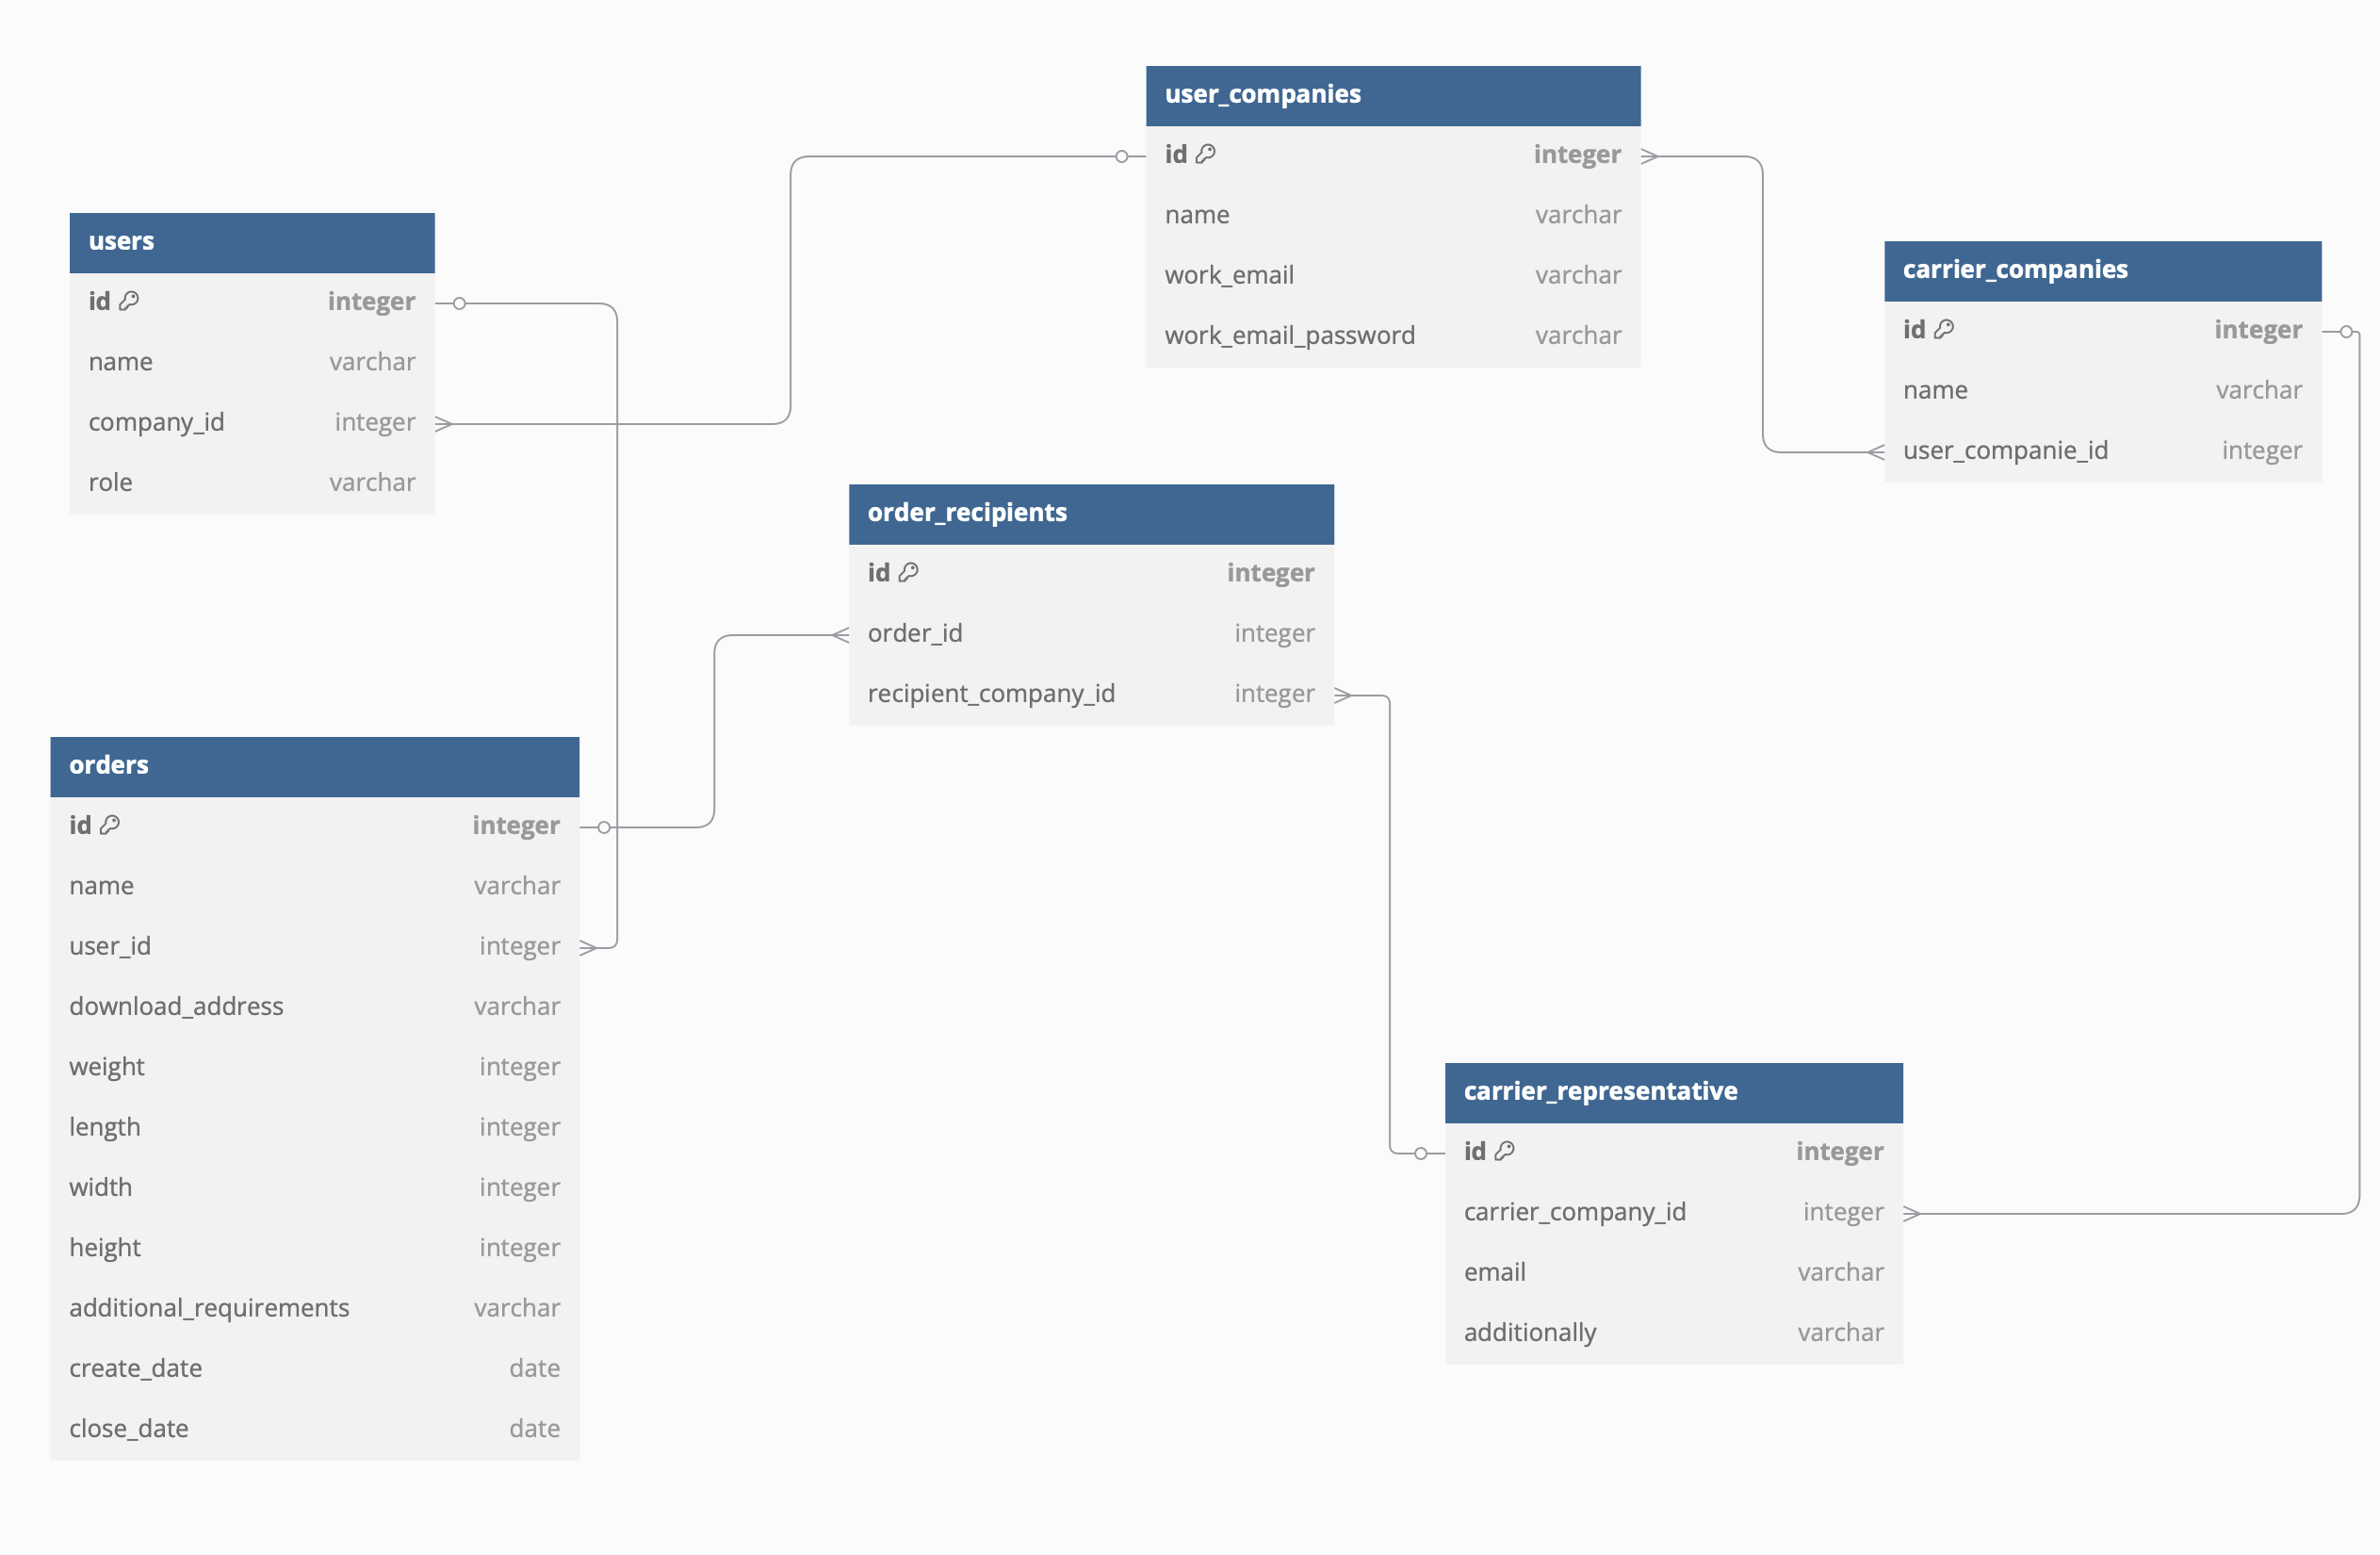 user_companies
id integer
name varchar
work_email varchar
work_email_password varchar
users
id integer
name varchar
company_id integer
role varchar
carrier_companies
id integer
name varchar
user_companie_id integer
order_recipients
id integer
order_id integer
recipient_company_id integer
orders
id integer
name varchar
user_id integer
download_address varchar
weight integer
length integer
width integer
height integer
additional_requirements varchar
create_date date
close_date date
carrier_representative
id integer
carrier_company_id integer
email varchar
additionally varchar